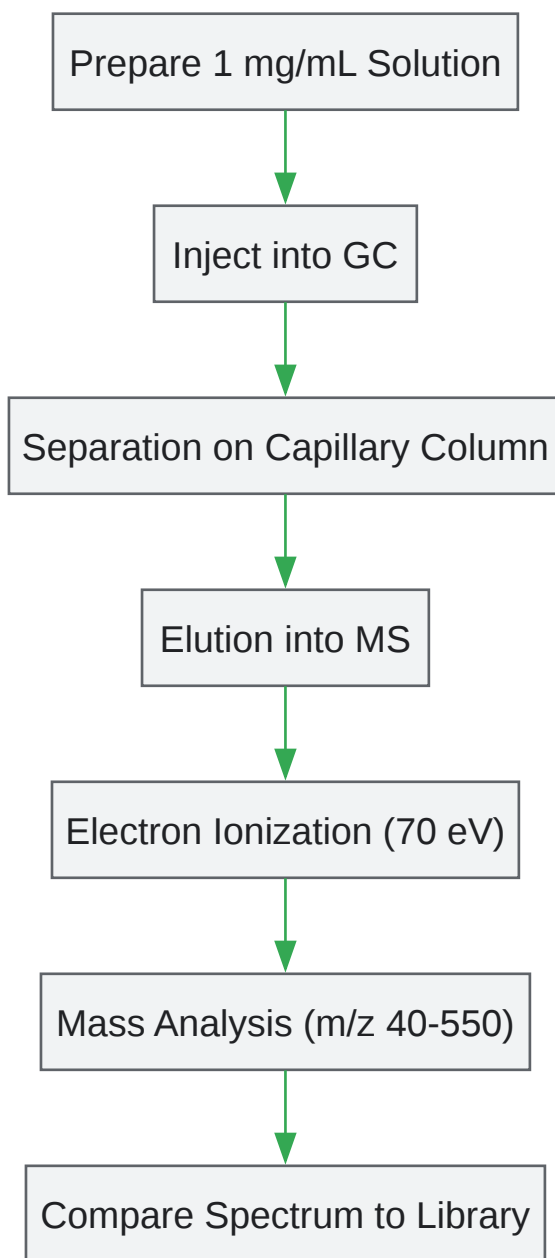 Prepare 1 mg/mL Solution
Inject into GC
Separation on Capillary Column
Elution into MS
Electron Ionization (70 eV)
Mass Analysis (m/z 40-550)
Compare Spectrum to Library